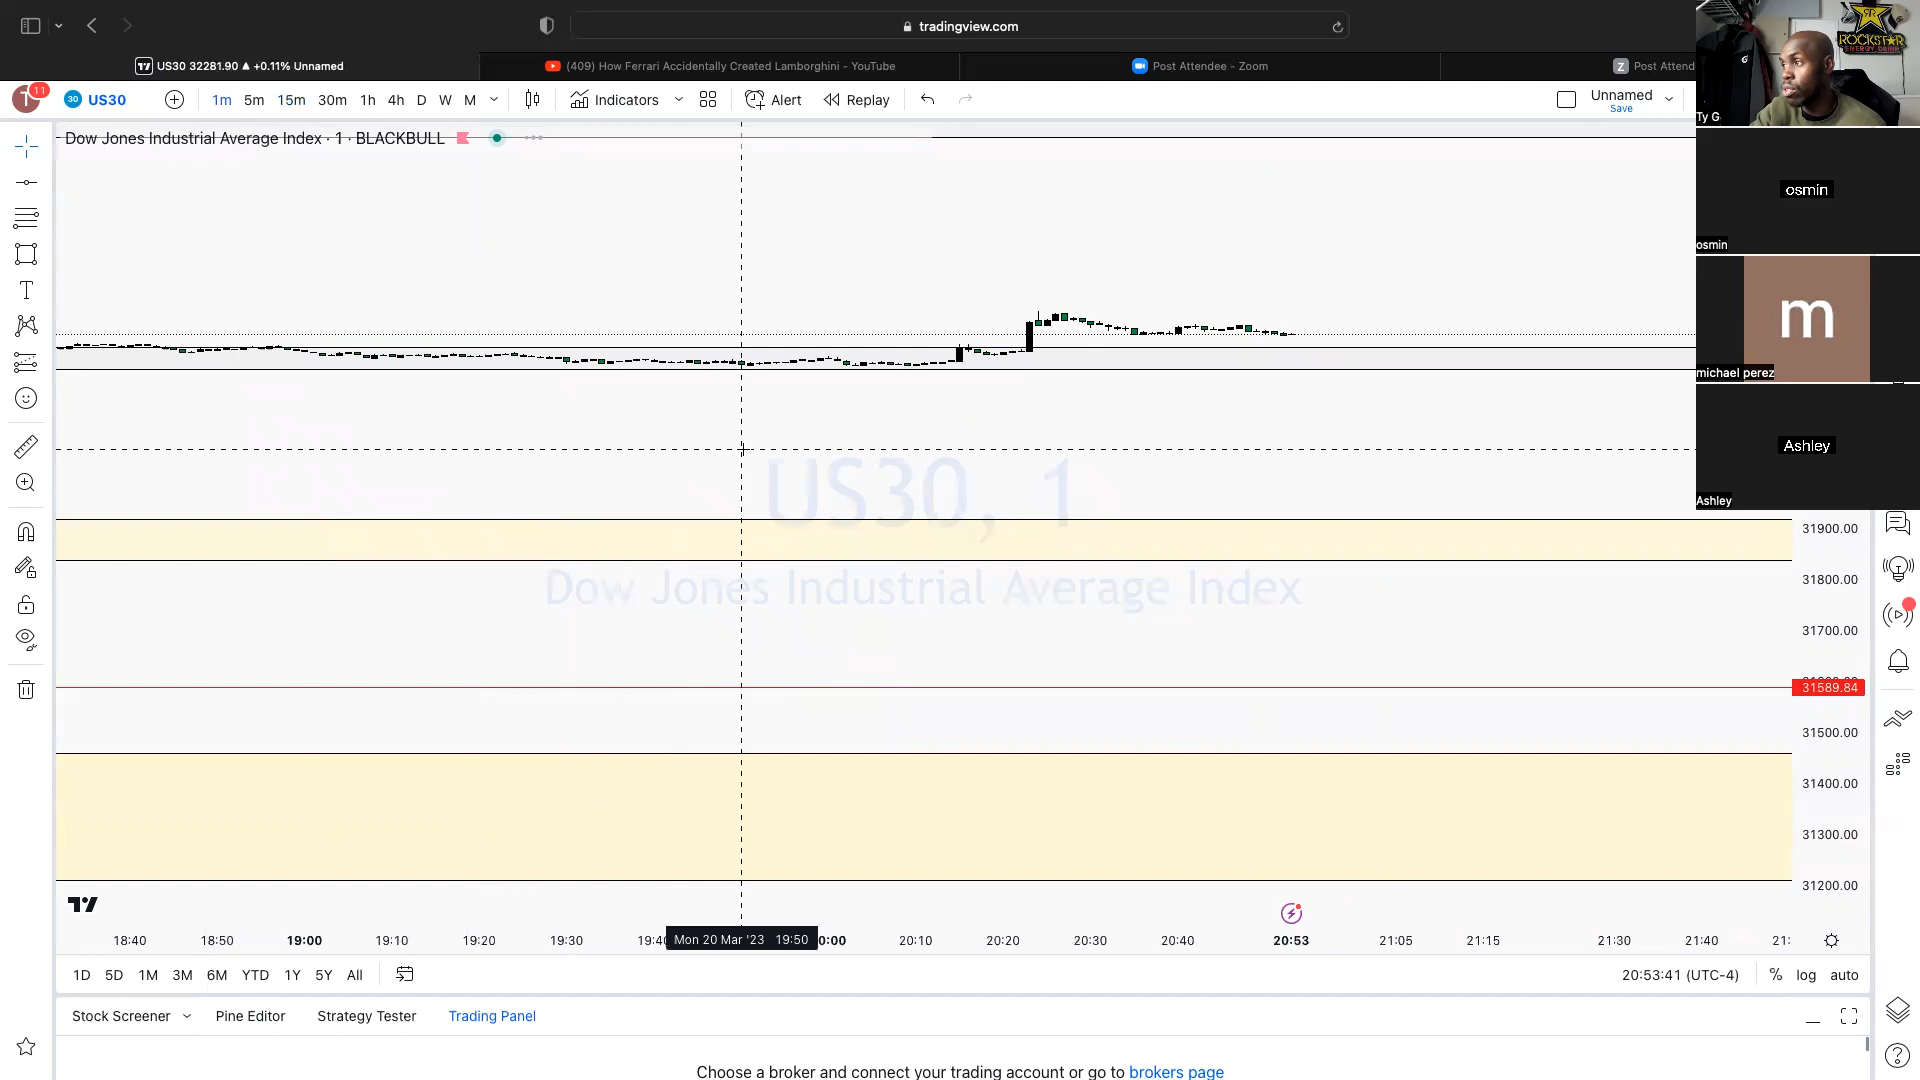 tradingview.com
US30 32281.90 ▲ +0.11% Unnamed
(409) How Ferrari Accidentally Created Lamborghini - YouTube
Post Attendee - Zoom
Post Attend
11
T
30 US30
1m 5m 15m 30m 1h 4h D W M
Indicators
Alert
Replay
Unnamed
Save
Dow Jones Industrial Average Index · 1 · BLACKBULL
ROCKSTAR
ENERGY DRINK
Ty G
osmin
osmin
m
michael perez
Ashley
Ashley
US30, 1
Dow Jones Industrial Average Index
31900.00
31800.00
31700.00
31589.84
31500.00
31400.00
31300.00
31200.00
18:40 18:50 19:00 19:10 19:20 19:30 19:40 Mon 20 Mar '23 19:50 0:00 20:10 20:20 20:30 20:40 20:53 21:05 21:15 21:30 21:40 21:
1D 5D 1M 3M 6M YTD 1Y 5Y All
20:53:41 (UTC-4) % log auto
Stock Screener Pine Editor Strategy Tester Trading Panel
Choose a broker and connect your trading account or go to brokers page